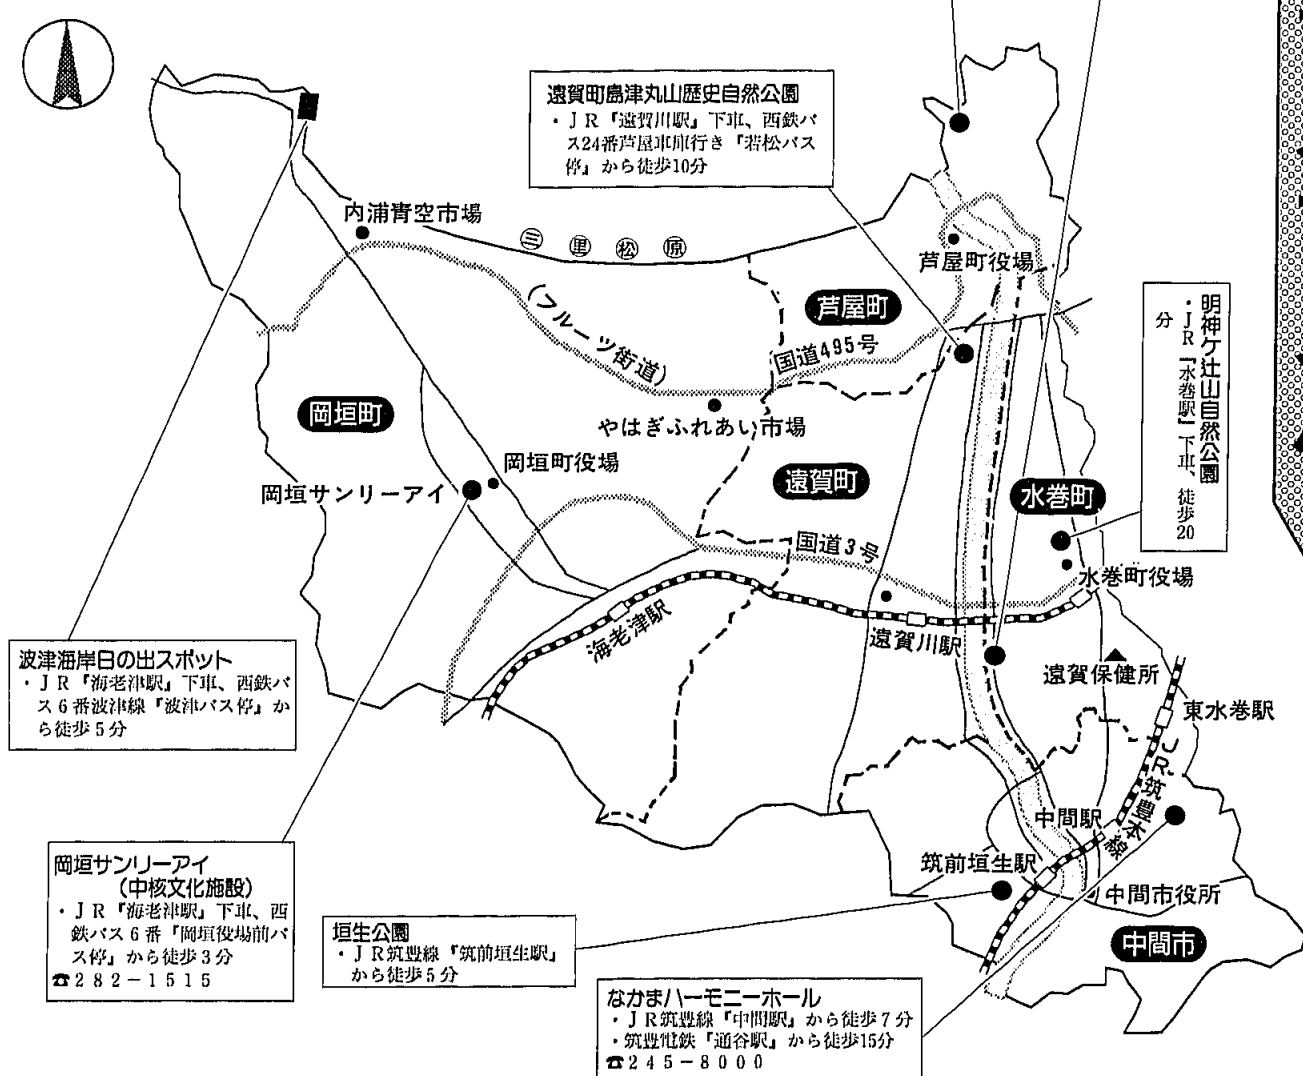 遠賀町島津丸山歴史自然公園
・JR『遠賀川駅』下車、西鉄バ
ス24番芦屋車庫行き『若松バス
停』から徒歩10分
内浦青空市場
三里松原
芦屋町役場
芦屋町
(フルーツ街道)
国道495号
明神ケ辻山自然公園
・JR『水巻駅』下車、徒歩20
分
岡垣町
やはぎふれあい市場
岡垣町役場
岡垣サンリーアイ
遠賀町
水巻町
国道3号
水巻町役場
海老津駅
遠賀川駅
遠賀保健所
東水巻駅
波津海岸日の出スポット
・JR『海老津駅』下車、西鉄バ
ス6番波津線『波津バス停』か
ら徒歩5分
JR筑豊本線
中間駅
岡垣サンリーアイ
(中核文化施設)
・JR『海老津駅』下車、西
鉄バス6番『岡垣役場前バ
ス停』から徒歩3分
☎282-1515
筑前垣生駅
中間市役所
垣生公園
・JR筑豊線『筑前垣生駅』
から徒歩5分
中間市
なかまハーモニーホール
・JR筑豊線『中間駅』から徒歩7分
・筑豊電鉄『通谷駅』から徒歩15分
☎245-8000